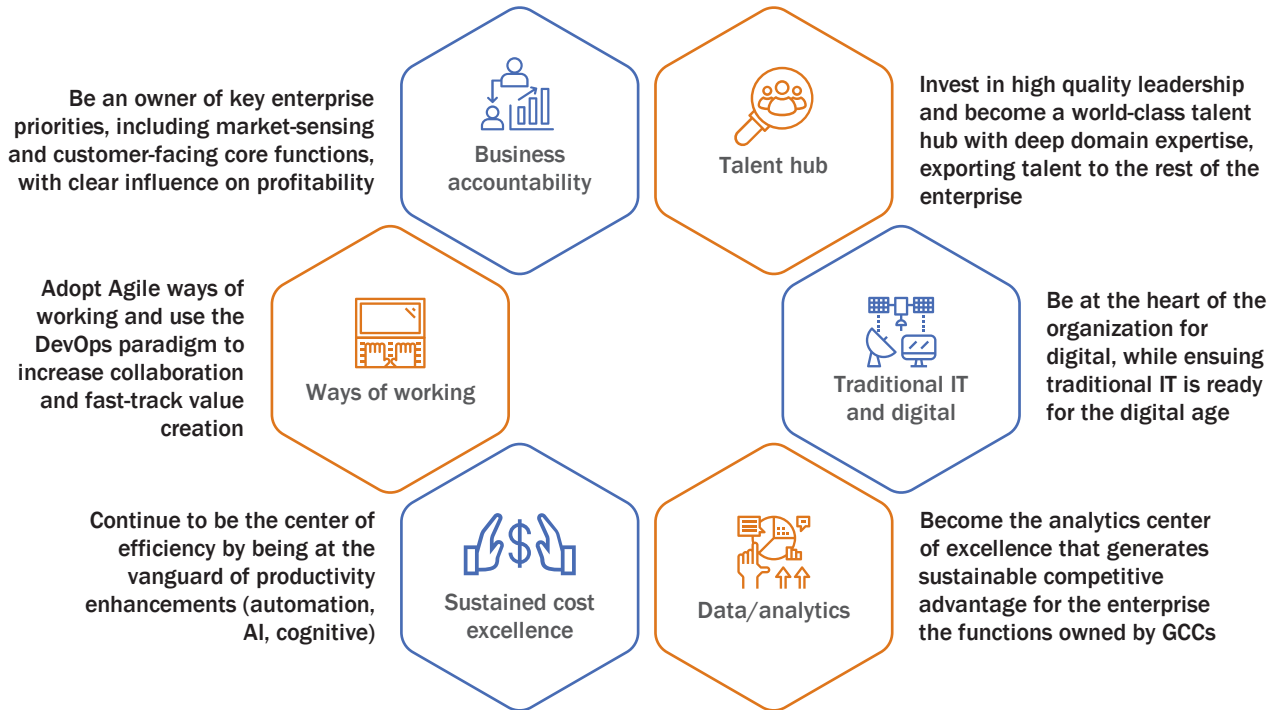 Be an owner of key enterprise
priorities, including market-sensing
and customer-facing core functions,
with clear influence on profitability
Business
accountability
Talent hub
Invest in high quality leadership
and become a world-class talent
hub with deep domain expertise,
exporting talent to the rest of the
enterprise
Adopt Agile ways of
working and use the
DevOps paradigm to
increase collaboration
and fast-track value
creation
Ways of working
Traditional IT
and digital
Be at the heart of the
organization for
digital, while ensuing
traditional IT is ready
for the digital age
Continue to be the center of
efficiency by being at the
vanguard of productivity
enhancements (automation,
AI, cognitive)
$
Sustained cost
excellence
Data/analytics
Become the analytics center
of excellence that generates
sustainable competitive
advantage for the enterprise
the functions owned by GCCs